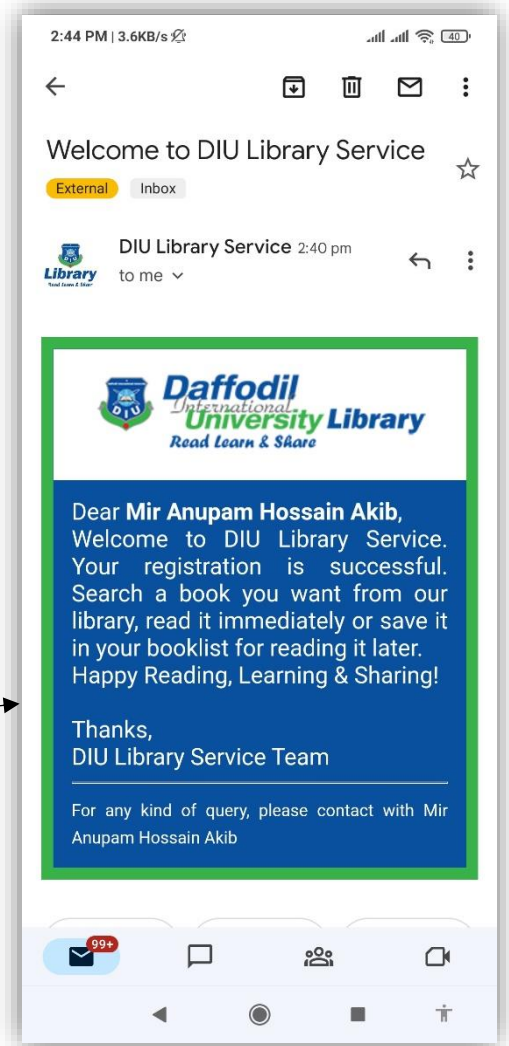 2:44 PM | 3.6KB/s
40
Welcome to DIU Library Service
External Inbox
DIU Library Service 2:40 pm
to me
Library
Read Learn & Share
DIU
Daffodil
International
University Library
Read Learn & Share
Dear Mir Anupam Hossain Akib,
Welcome to DIU Library Service.
Your registration is successful.
Search a book you want from our
library, read it immediately or save it
in your booklist for reading it later.
Happy Reading, Learning & Sharing!
Thanks,
DIU Library Service Team
For any kind of query, please contact with Mir
Anupam Hossain Akib
99+